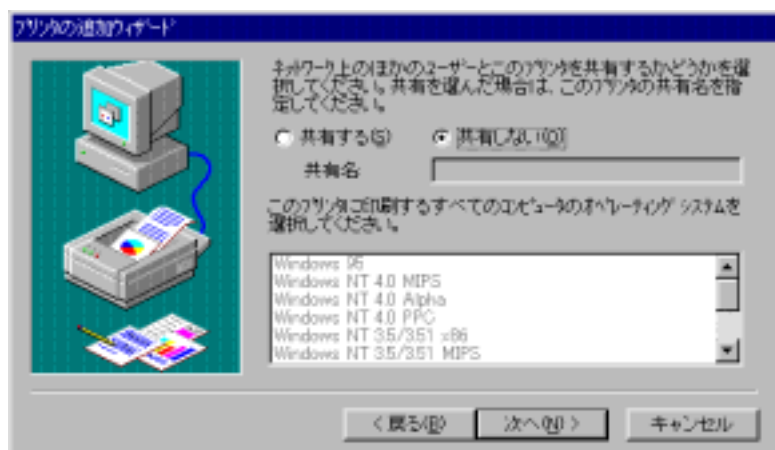 プリンタの追加ウィザード
ネットワーク上のほかのユーザーとこのプリンタを共有するかどうかを選
択してください。共有を選んだ場合は、このプリンタの共有名を指
定してください。
共有する(S) 共有しない(O)
共有名
このプリンタに印刷するすべてのコンピュータのオペレーティング システムを
選択してください。
Windows 95
Windows NT 4.0 MIPS
Windows NT 4.0 Alpha
Windows NT 4.0 PPC
Windows NT 3.5/3.51 x86
Windows NT 3.5/3.51 MIPS
< 戻る(B) 次へ(N) > キャンセル